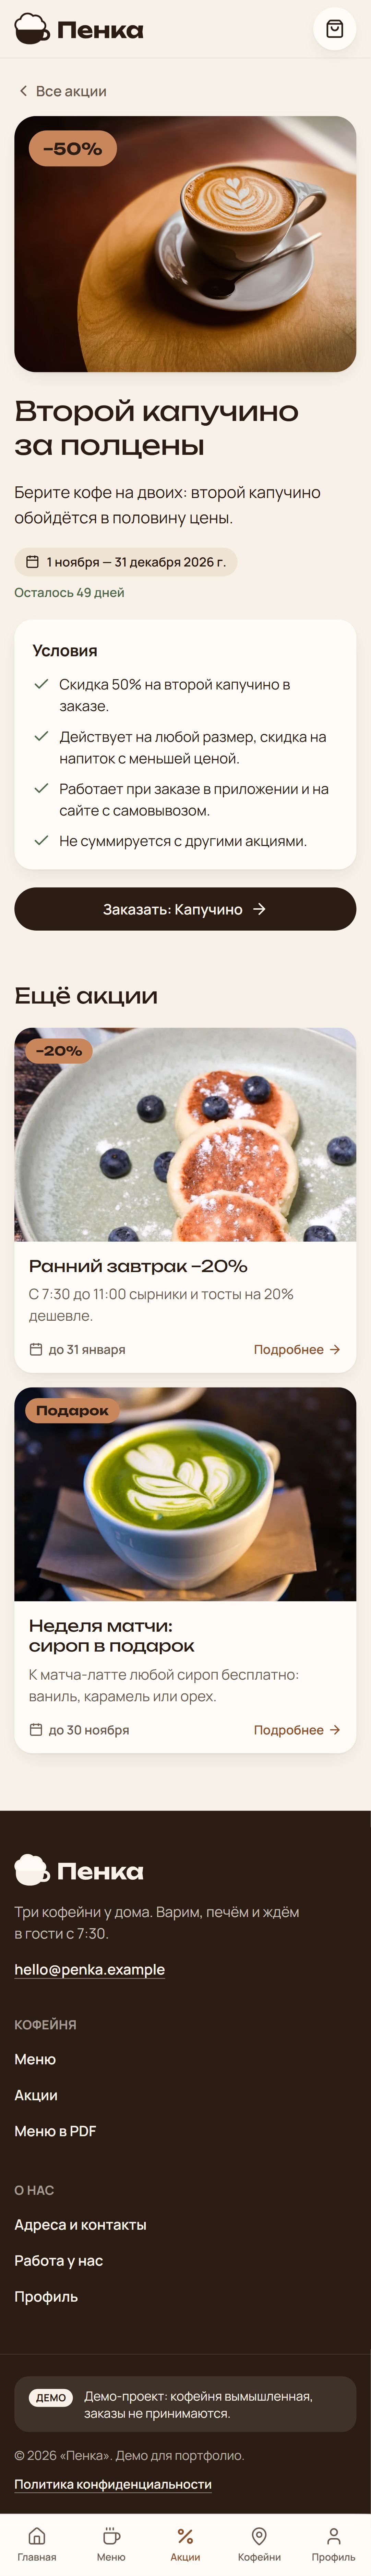 Пенка
Все акции
−50%
Второй капучино
за полцены
Берите кофе на двоих: второй капучино
обойдётся в половину цены.
1 ноября — 31 декабря 2026 г.
Осталось 49 дней
Условия
Скидка 50% на второй капучино в
заказе.
Действует на любой размер, скидка на
напиток с меньшей ценой.
Работает при заказе в приложении и на
сайте с самовывозом.
Не суммируется с другими акциями.
Заказать: Капучино
Ещё акции
−20%
Ранний завтрак −20%
С 7:30 до 11:00 сырники и тосты на 20%
дешевле.
до 31 января
Подробнее
Подарок
Неделя матчи:
сироп в подарок
К матча-латте любой сироп бесплатно:
ваниль, карамель или орех.
до 30 ноября
Подробнее
Пенка
Три кофейни у дома. Варим, печём и ждём
в гости с 7:30.
hello@penka.example
КОФЕЙНЯ
Меню
Акции
Меню в PDF
О НАС
Адреса и контакты
Работа у нас
Профиль
ДЕМО
Демо-проект: кофейня вымышленная,
заказы не принимаются.
© 2026 «Пенка». Демо для портфолио.
Политика конфиденциальности
Главная
Меню
Акции
Кофейни
Профиль